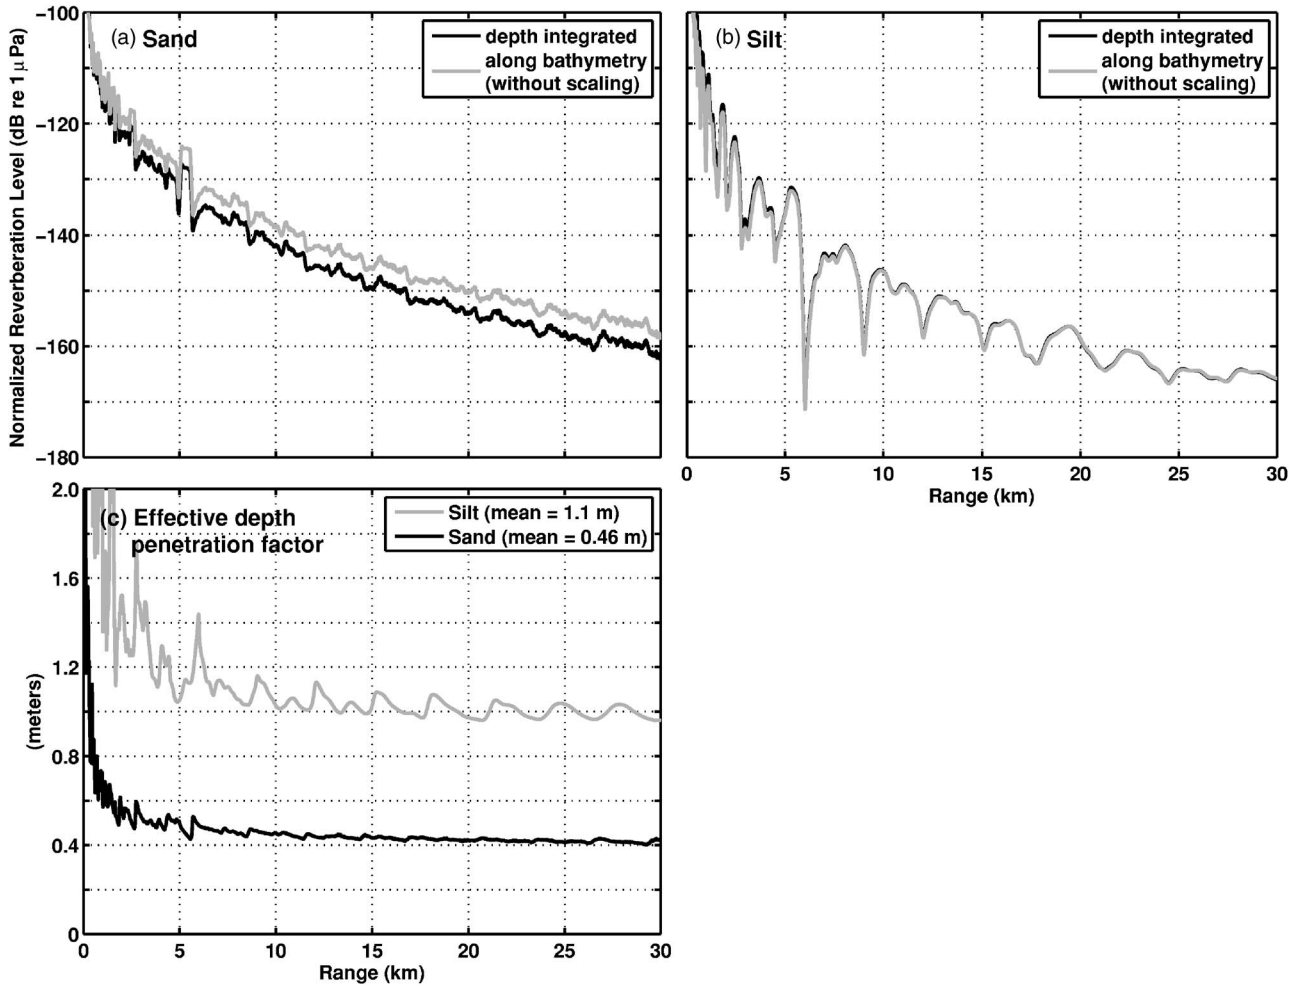 (a) Sand
depth integrated
along bathymetry
(without scaling)
Normalized Reverberation Level (dB re 1 μPa)
−100
−120
−140
−160
−180
(b) Silt
depth integrated
along bathymetry
(without scaling)
0 5 10 15 20 25 30
Range (km)
(c) Effective depth
penetration factor
Silt (mean = 1.1 m)
Sand (mean = 0.46 m)
(meters)
2.0
1.6
1.2
0.8
0.4
0
0 5 10 15 20 25 30
Range (km)